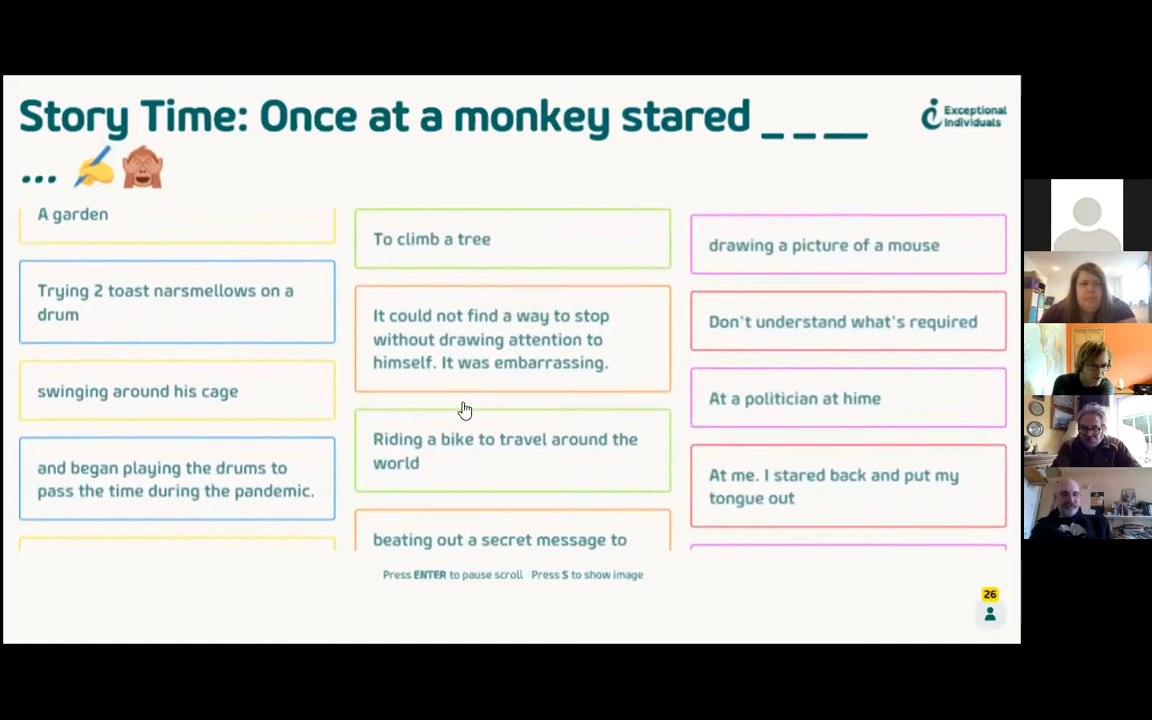 Story Time: Once at a monkey stared _ _ __
...
Exceptional
Individuals
A garden
Trying 2 toast narsmellows on a
drum
swinging around his cage
and began playing the drums to
pass the time during the pandemic.
To climb a tree
It could not find a way to stop
without drawing attention to
himself. It was embarrassing.
Riding a bike to travel around the
world
beating out a secret message to
drawing a picture of a mouse
Don't understand what's required
At a politician at hime
At me. I stared back and put my
tongue out
Press ENTER to pause scroll Press S to show image
26